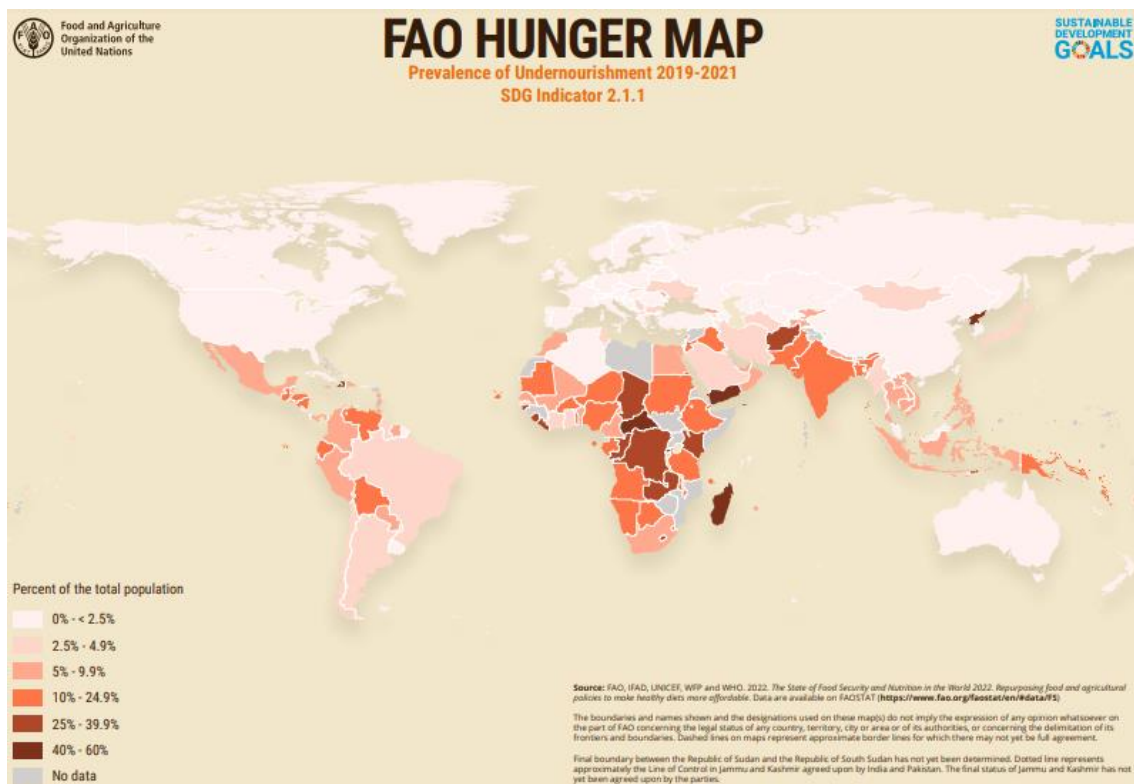 Food and Agriculture
Organization of the
United Nations
FAO HUNGER MAP
Prevalence of Undernourishment 2019-2021
SDG Indicator 2.1.1
SUSTAINABLE
DEVELOPMENT
GOALS
Percent of the total population
0% - < 2.5%
2.5% - 4.9%
5% - 9.9%
10% - 24.9%
25% - 39.9%
40% - 60%
No data
Source: FAO, IFAD, UNICEF, WFP and WHO. 2022. The State of Food Security and Nutrition in the World 2022. Repurposing food and agricultural
policies to make healthy diets more affordable. Data are available on FAOSTAT (https://www.fao.org/faostat/en/#data/FS)
The boundaries and names shown and the designations used on these map(s) do not imply the expression of any opinion whatsoever on
the part of FAO concerning the legal status of any country, territory, city or area or of its authorities, or concerning the delimitation of its
frontiers and boundaries. Dashed lines on maps represent approximate border lines for which there may not yet be full agreement.
Final boundary between the Republic of Sudan and the Republic of South Sudan has not yet been determined. Dotted line represents
approximately the Line of Control in Jammu and Kashmir agreed upon by India and Pakistan. The final status of Jammu and Kashmir has not
yet been agreed upon by the parties.